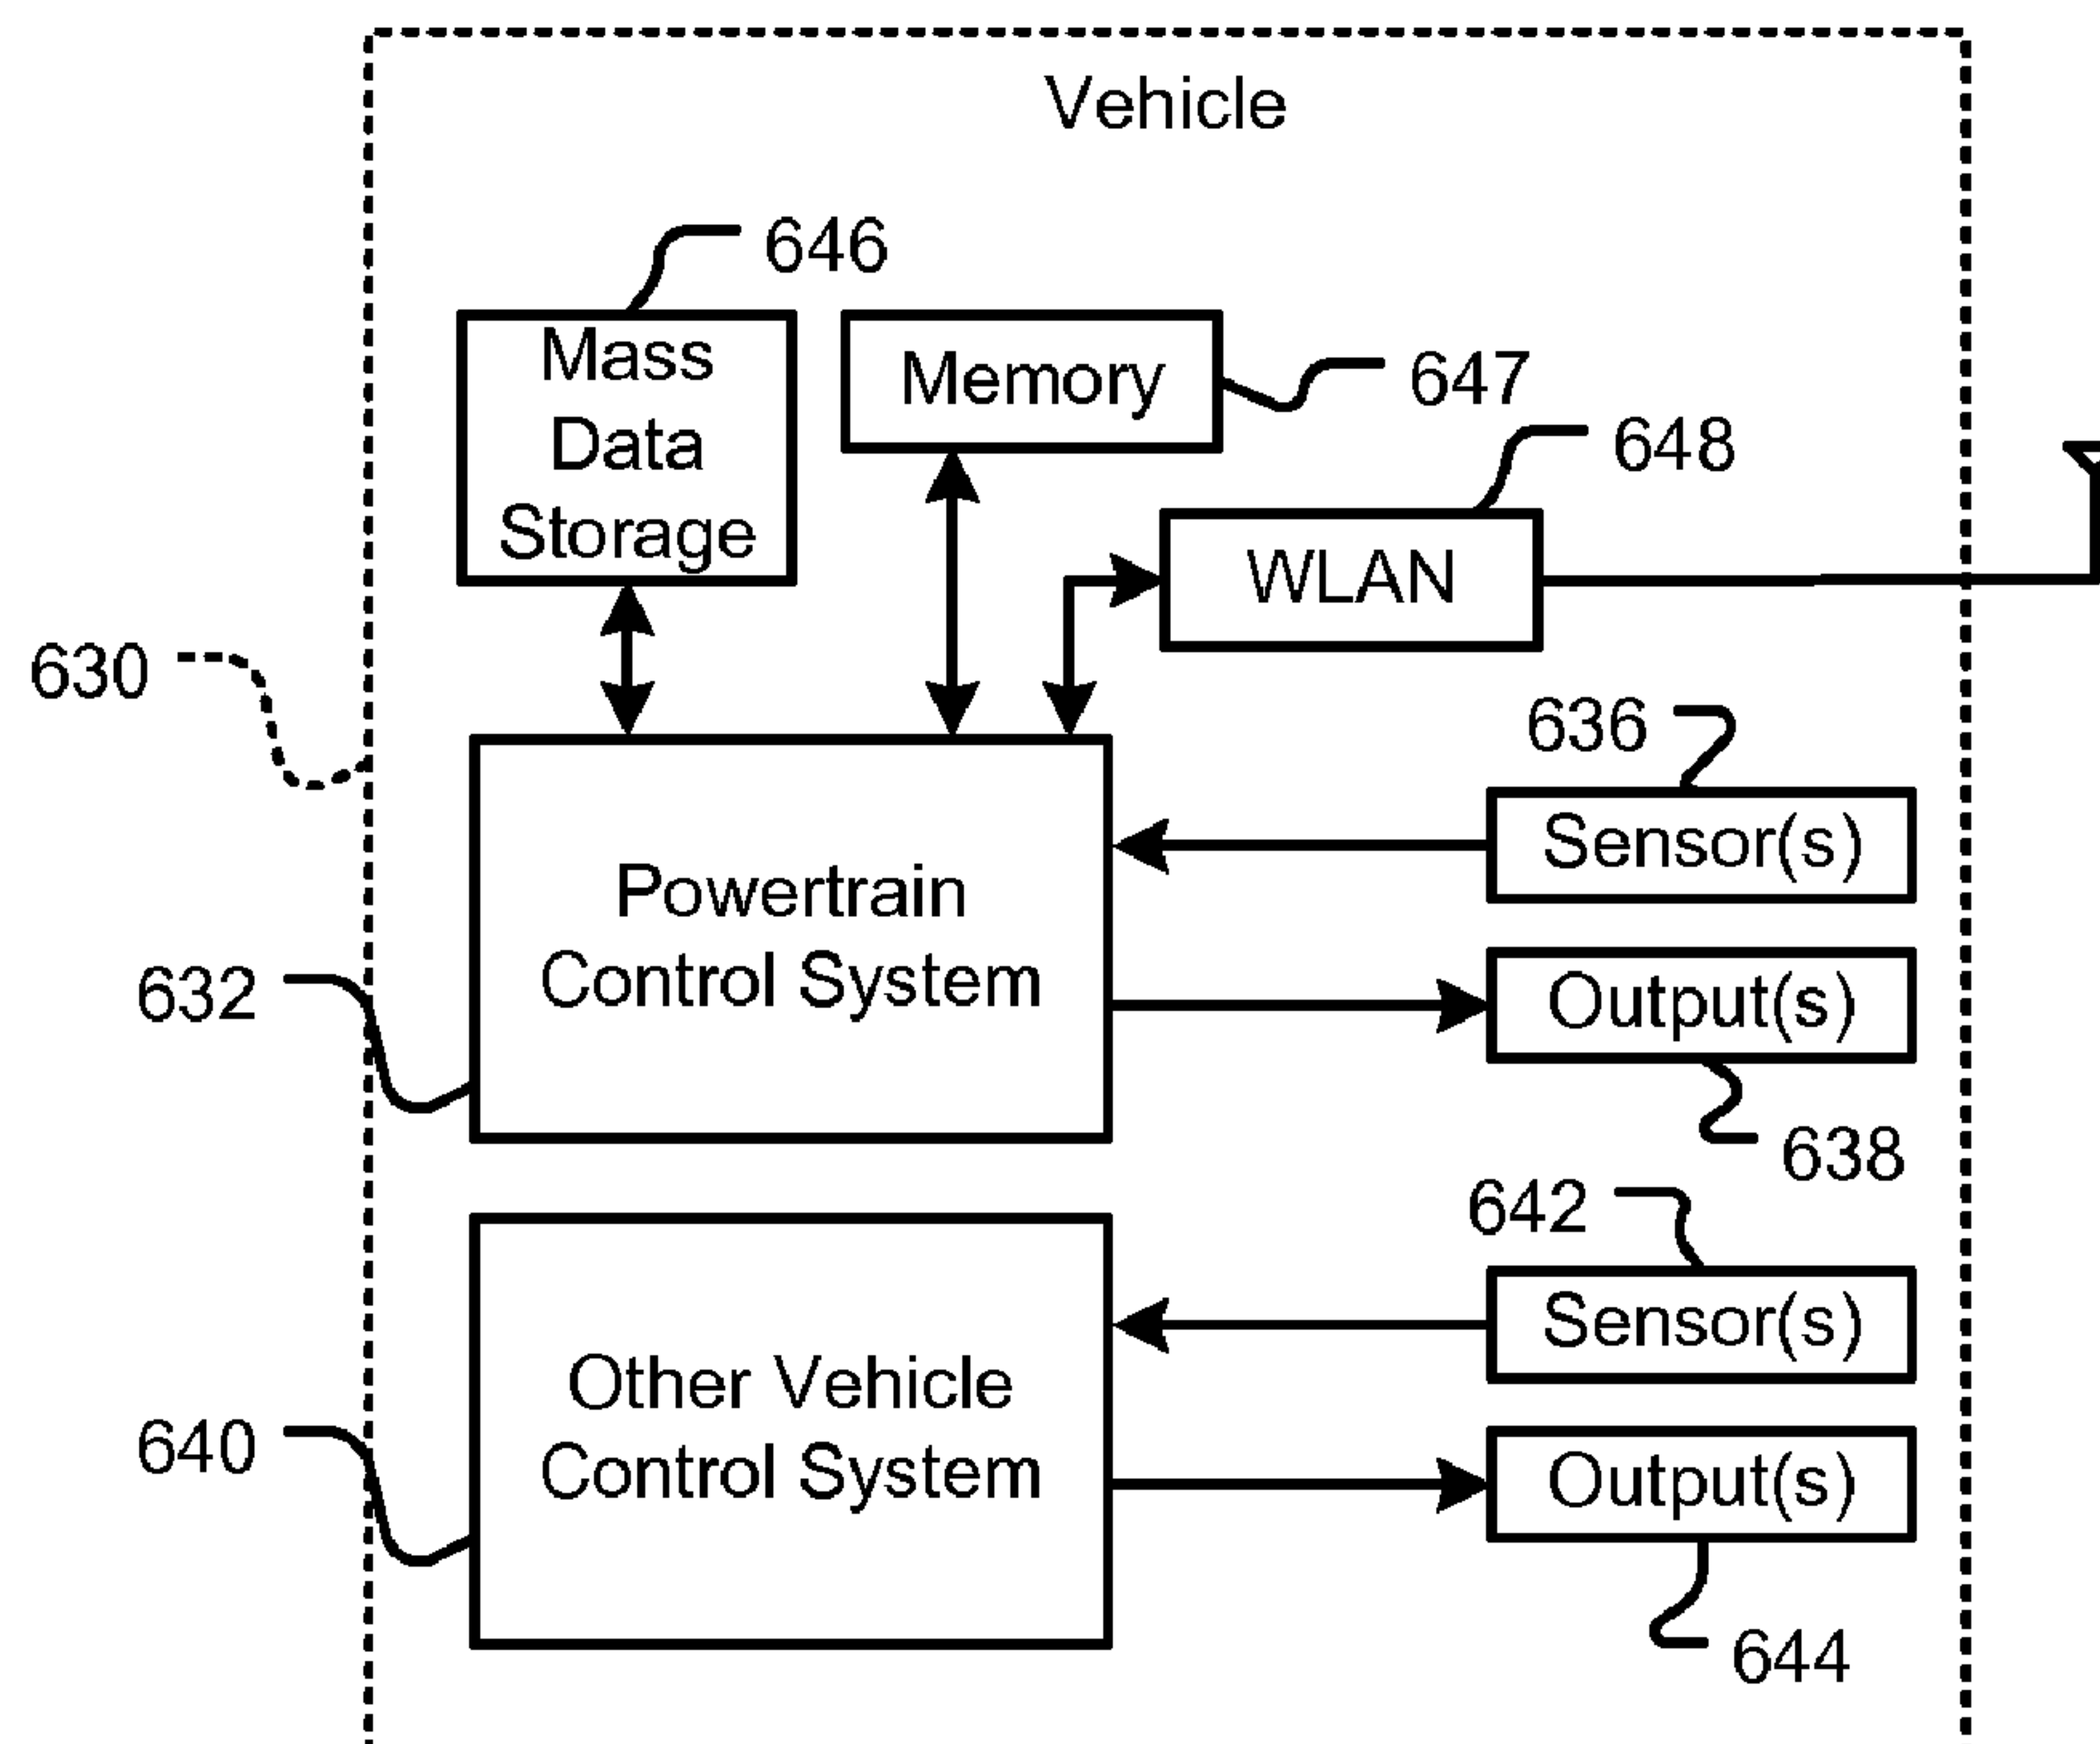 Vehicle
646
Mass
Data
Storage
Memory
647
648
WLAN
630
636
Sensor(s)
Powertrain
Control System
632
Output(s)
638
642
Sensor(s)
Other Vehicle
Control System
640
Output(s)
644